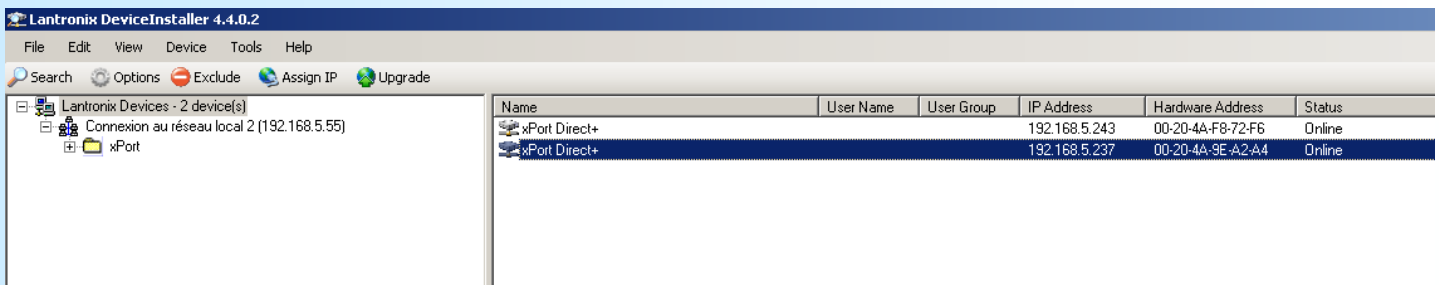 Lantronix DeviceInstaller 4.4.0.2
File Edit View Device Tools Help
Search Options Exclude Assign IP Upgrade
Lantronix Devices - 2 device(s)
Connexion au réseau local 2 (192.168.5.55)
xPort
Name User Name User Group IP Address Hardware Address Status
xPort Direct+ 192.168.5.243 00-20-4A-F8-72-F6 Online
xPort Direct+ 192.168.5.237 00-20-4A-9E-A2-A4 Online